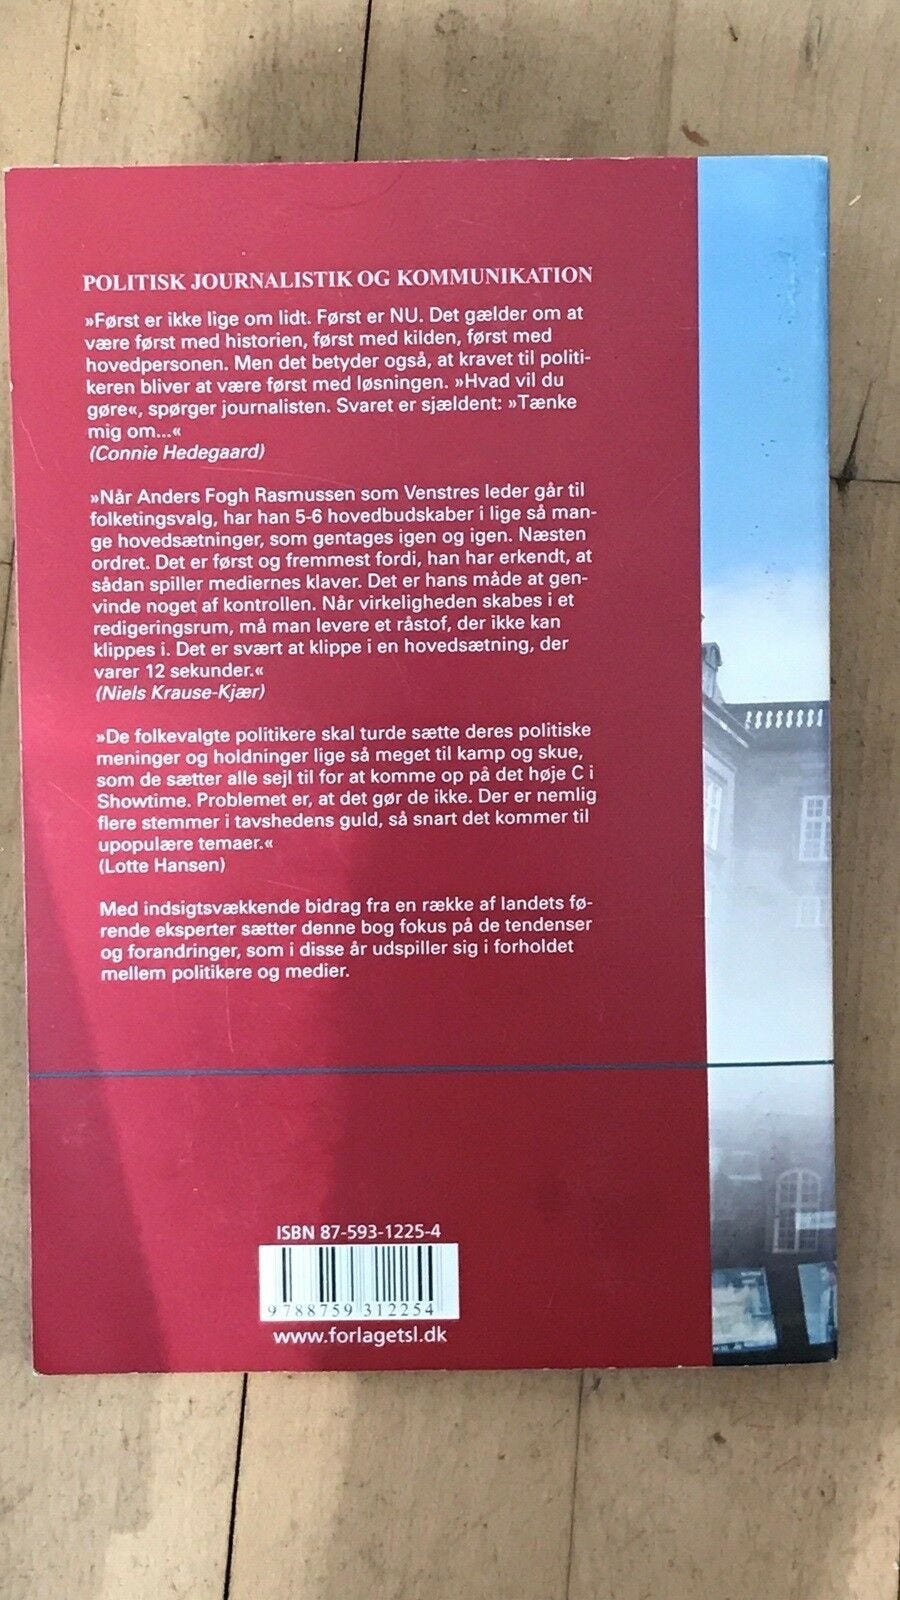 POLITISK JOURNALISTIK OG KOMMUNIKATION
»Først er ikke lige om lidt. Først er NU. Det gælder om at
være først med historien, først med kilden, først med
hovedpersonen. Men det betyder også, at kravet til politi-
keren bliver at være først med løsningen. »Hvad vil du
gøre«, spørger journalisten. Svaret er sjældent: »Tænke
mig om...«
(Connie Hedegaard)
»Når Anders Fogh Rasmussen som Venstres leder går til
folketingsvalg, har han 5-6 hovedbudskaber i lige så man-
ge hovedsætninger, som gentages igen og igen. Næsten
ordret. Det er først og fremmest fordi, han har erkendt, at
sådan spiller mediernes klaver. Det er hans måde at gen-
vinde noget af kontrollen. Når virkeligheden skabes i et
redigeringsrum, må man levere et råstof, der ikke kan
klippes i. Det er svært at klippe i en hovedsætning, der
varer 12 sekunder.«
(Niels Krause-Kjær)
»De folkevalgte politikere skal turde sætte deres politiske
meninger og holdninger lige så meget til kamp og skue,
som de sætter alle sejl til for at komme op på det høje C i
Showtime. Problemet er, at det gør de ikke. Der er nemlig
flere stemmer i tavshedens guld, så snart det kommer til
upopulære temaer.«
(Lotte Hansen)
Med indsigtsvækkende bidrag fra en række af landets fø-
rende eksperter sætter denne bog fokus på de tendenser
og forandringer, som i disse år udspiller sig i forholdet
mellem politikere og medier.
ISBN 87-593-1225-4
9 788759 312254
www.forlagetsl.dk